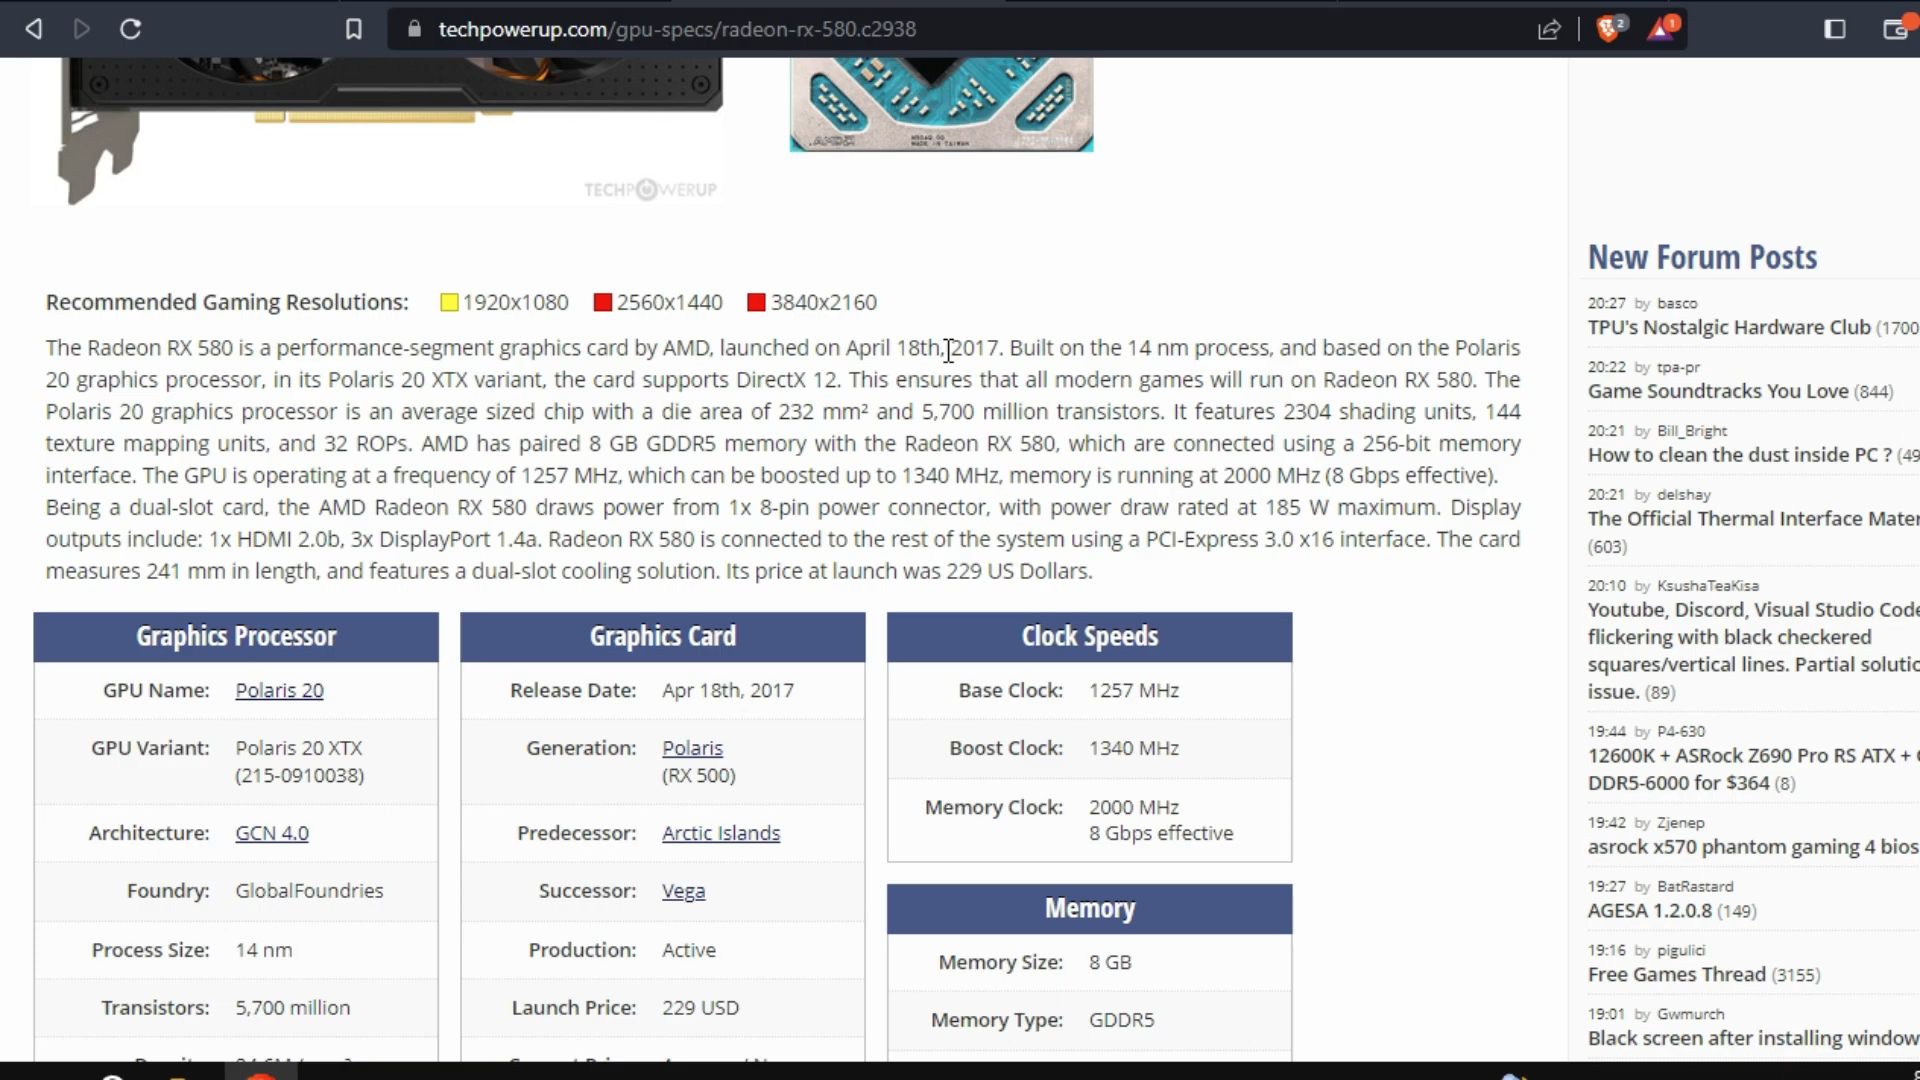 techpowerup.com/gpu-specs/radeon-rx-580.c2938
2
1
AMD
MADE IN TAIWAN
TECHPOWERUP
Recommended Gaming Resolutions: 1920x1080 2560x1440 3840x2160
The Radeon RX 580 is a performance-segment graphics card by AMD, launched on April 18th, 2017. Built on the 14 nm process, and based on the Polaris
20 graphics processor, in its Polaris 20 XTX variant, the card supports DirectX 12. This ensures that all modern games will run on Radeon RX 580. The
Polaris 20 graphics processor is an average sized chip with a die area of 232 mm² and 5,700 million transistors. It features 2304 shading units, 144
texture mapping units, and 32 ROPs. AMD has paired 8 GB GDDR5 memory with the Radeon RX 580, which are connected using a 256-bit memory
interface. The GPU is operating at a frequency of 1257 MHz, which can be boosted up to 1340 MHz, memory is running at 2000 MHz (8 Gbps effective).
Being a dual-slot card, the AMD Radeon RX 580 draws power from 1x 8-pin power connector, with power draw rated at 185 W maximum. Display
outputs include: 1x HDMI 2.0b, 3x DisplayPort 1.4a. Radeon RX 580 is connected to the rest of the system using a PCI-Express 3.0 x16 interface. The card
measures 241 mm in length, and features a dual-slot cooling solution. Its price at launch was 229 US Dollars.
Graphics Processor
GPU Name: Polaris 20
GPU Variant: Polaris 20 XTX
(215-0910038)
Architecture: GCN 4.0
Foundry: GlobalFoundries
Process Size: 14 nm
Transistors: 5,700 million
Graphics Card
Release Date: Apr 18th, 2017
Generation: Polaris
(RX 500)
Predecessor: Arctic Islands
Successor: Vega
Production: Active
Launch Price: 229 USD
Clock Speeds
Base Clock: 1257 MHz
Boost Clock: 1340 MHz
Memory Clock: 2000 MHz
8 Gbps effective
Memory
Memory Size: 8 GB
Memory Type: GDDR5
New Forum Posts
20:27 by basco
TPU's Nostalgic Hardware Club (1700
20:22 by tpa-pr
Game Soundtracks You Love (844)
20:21 by Bill_Bright
How to clean the dust inside PC ? (49
20:21 by delshay
The Official Thermal Interface Mater
(603)
20:10 by KsushaTeaKisa
Youtube, Discord, Visual Studio Code
flickering with black checkered
squares/vertical lines. Partial solutio
issue. (89)
19:44 by P4-630
12600K + ASRock Z690 Pro RS ATX +
DDR5-6000 for $364 (8)
19:42 by Zjenep
asrock x570 phantom gaming 4 bios
19:27 by BatRastard
AGESA 1.2.0.8 (149)
19:16 by pigulici
Free Games Thread (3155)
19:01 by Gwmurch
Black screen after installing window